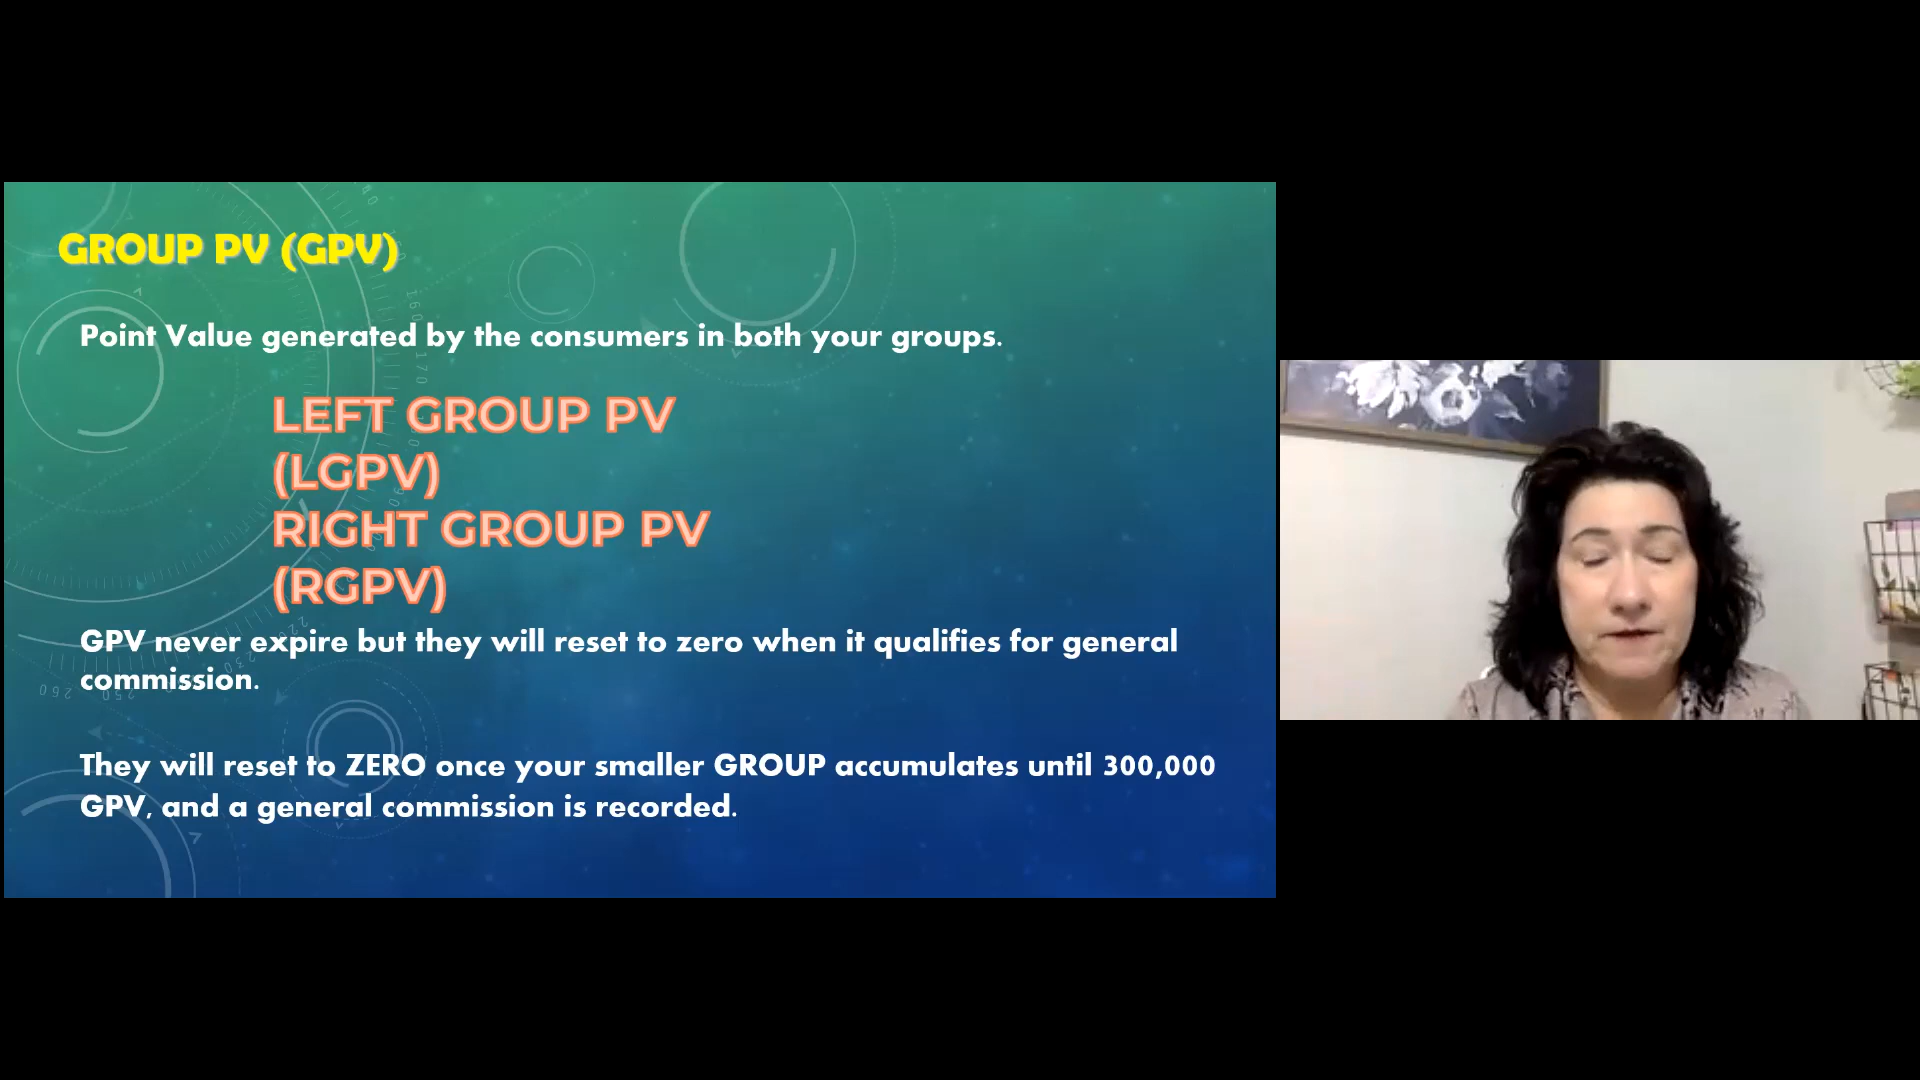 GROUP PV (GPV)
Point Value generated by the consumers in both your groups.
LEFT GROUP PV
(LGPV)
RIGHT GROUP PV
(RGPV)
GPV never expire but they will reset to zero when it qualifies for general
commission.
They will reset to ZERO once your smaller GROUP accumulates until 300,000
GPV, and a general commission is recorded.